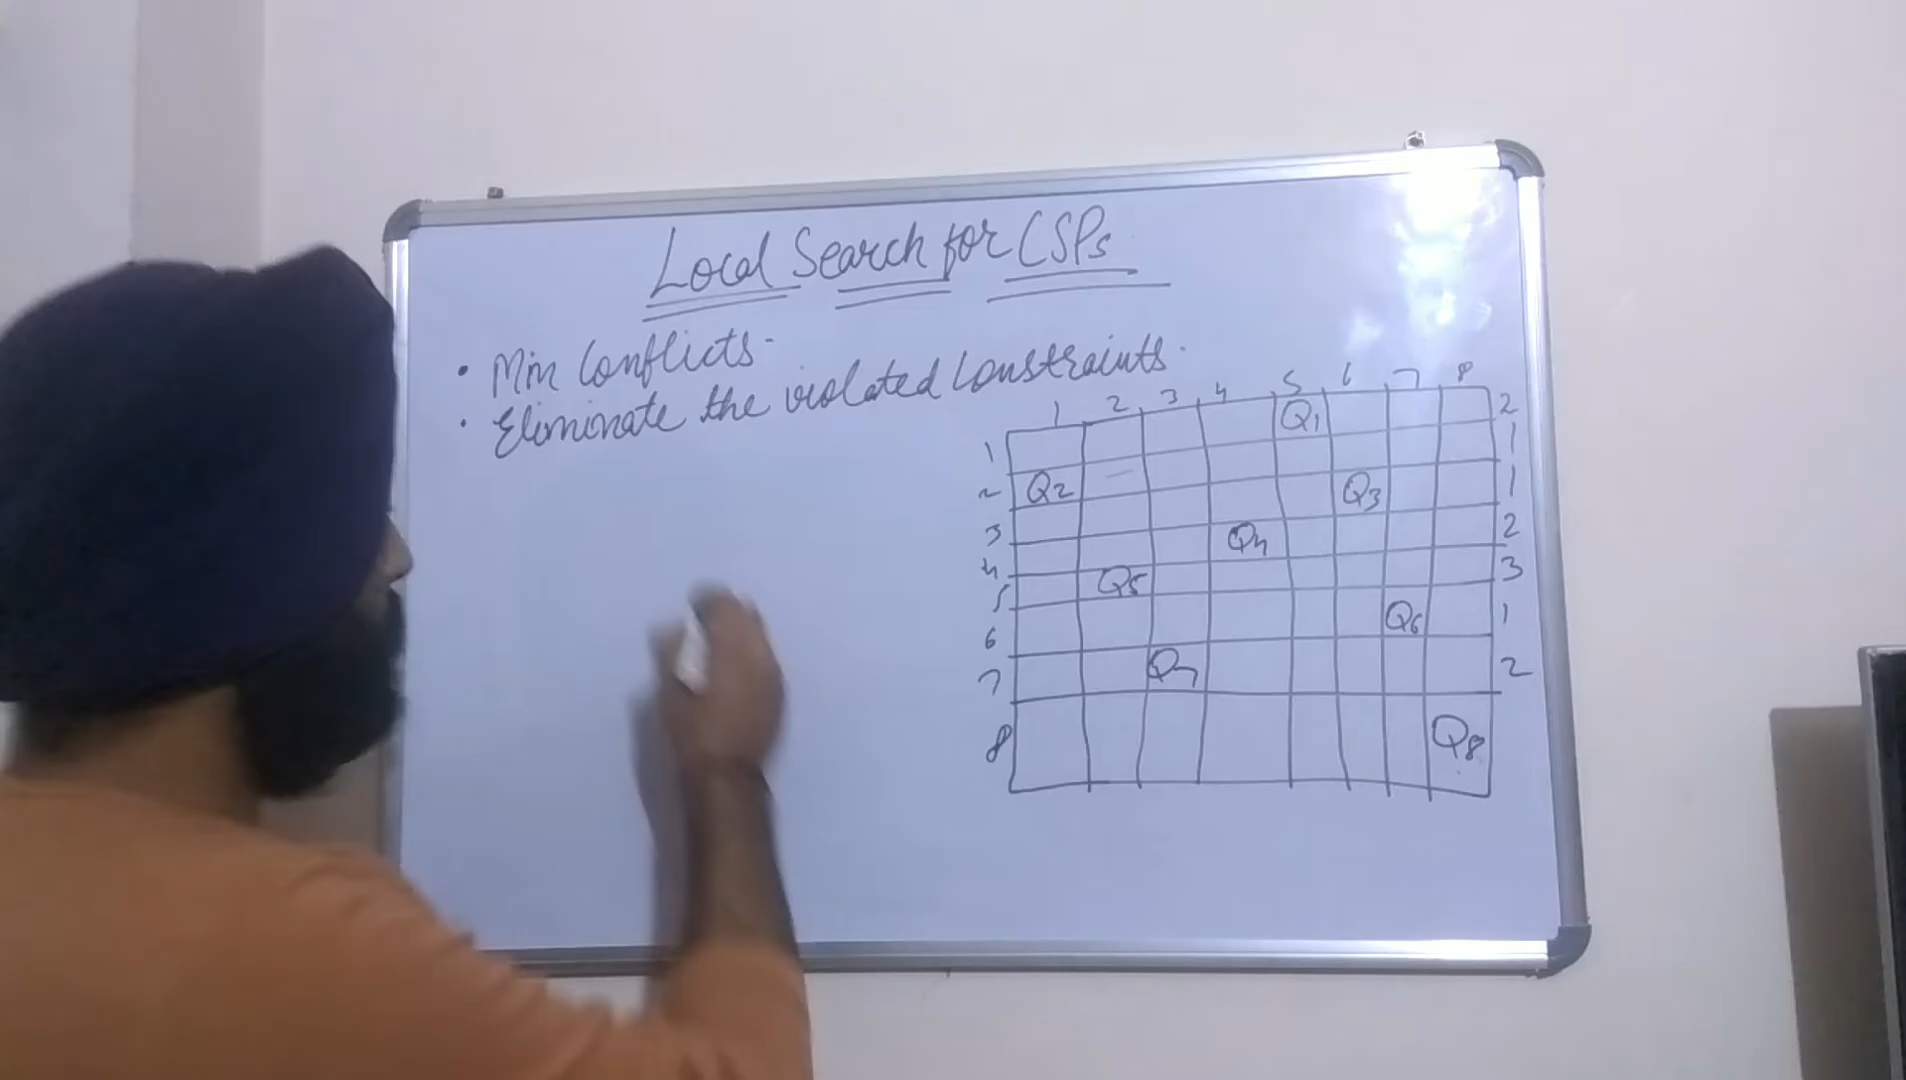 Local Search for CSPs
• Min Conflicts.
• Eliminate the violated Constraints.
1 2 3 4 5 6 7 8
1 Q1 2
1
2 Q2 Q3 1
3 Q4 2
4 Q5 3
5 Q6 1
6
7 Q7 2
8 Q8